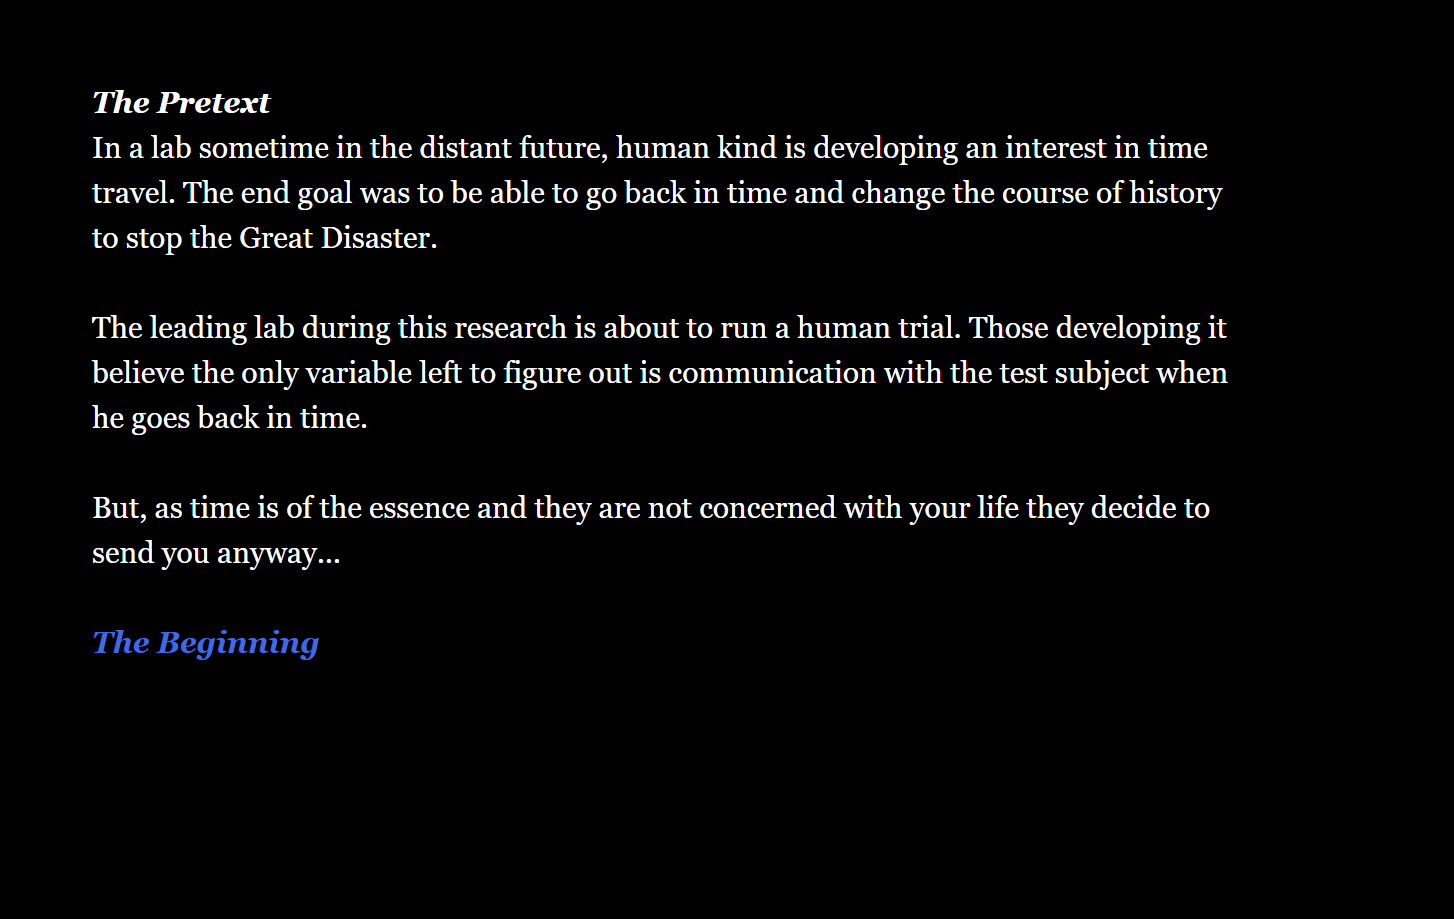 The Pretext
In a lab sometime in the distant future, human kind is developing an interest in time
travel. The end goal was to be able to go back in time and change the course of history
to stop the Great Disaster.
The leading lab during this research is about to run a human trial. Those developing it
believe the only variable left to figure out is communication with the test subject when
he goes back in time.
But, as time is of the essence and they are not concerned with your life they decide to
send you anyway...
The Beginning